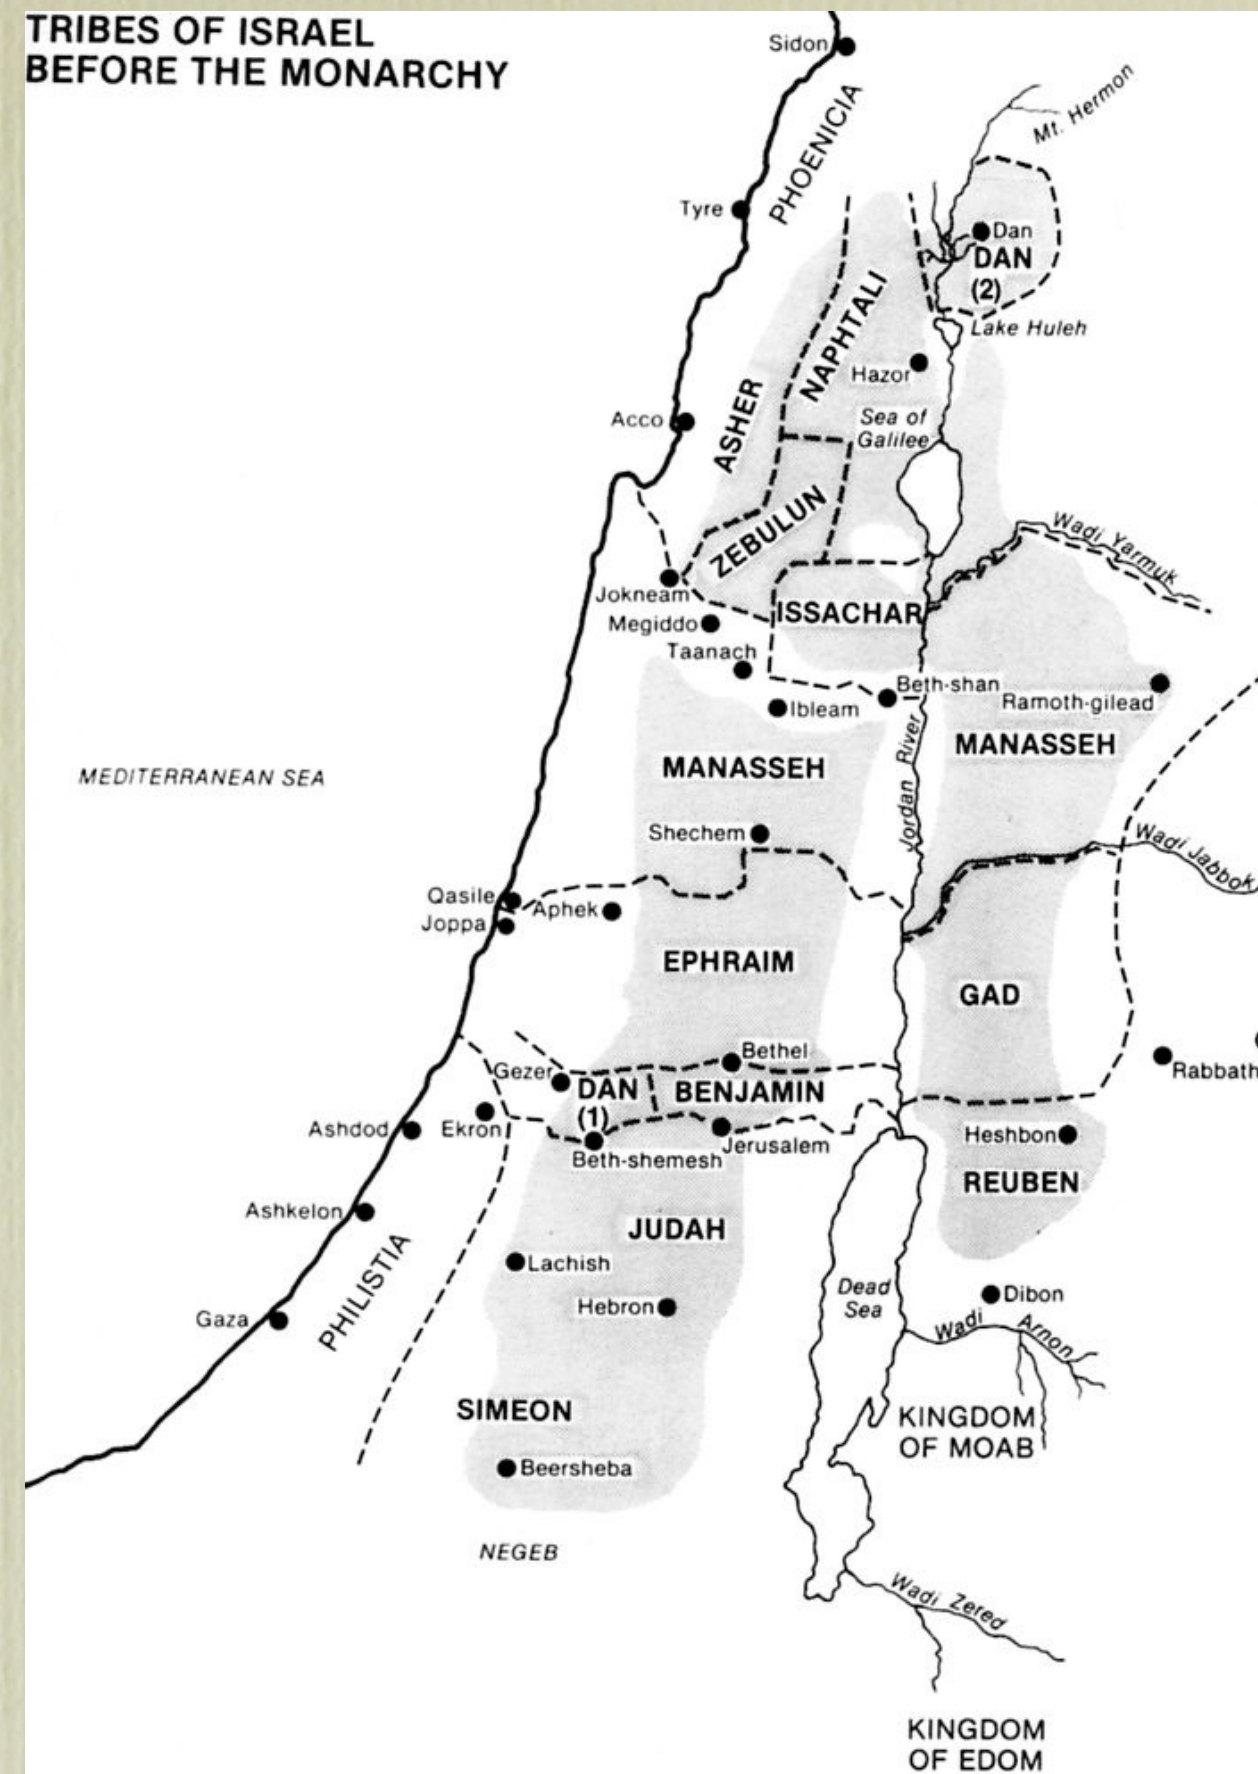 TRIBES OF ISRAEL
BEFORE THE MONARCHY
Sidon
PHOENICIA
Mt. Hermon
Tyre
Dan
DAN
(2)
NAPHTALI
Lake Huleh
Hazor
ASHER
Sea of
Galilee
Acco
ZEBULUN
Wadi Yarmuk
Jokneam
ISSACHAR
Megiddo
Taanach
Beth-shan
Ramoth-gilead
Ibleam
MANASSEH
MANASSEH
MEDITERRANEAN SEA
Jordan River
Shechem
Wadi Jabbok
Qasile
Aphek
Joppa
EPHRAIM
GAD
Bethel
Gezer
Rabbath
DAN
(1)
BENJAMIN
Ashdod
Ekron
Heshbon
Jerusalem
Beth-shemesh
REUBEN
Ashkelon
JUDAH
PHILISTIA
Lachish
Dead
Sea
Dibon
Hebron
Gaza
Wadi Arnon
SIMEON
KINGDOM
OF MOAB
Beersheba
NEGEB
Wadi Zered
KINGDOM
OF EDOM